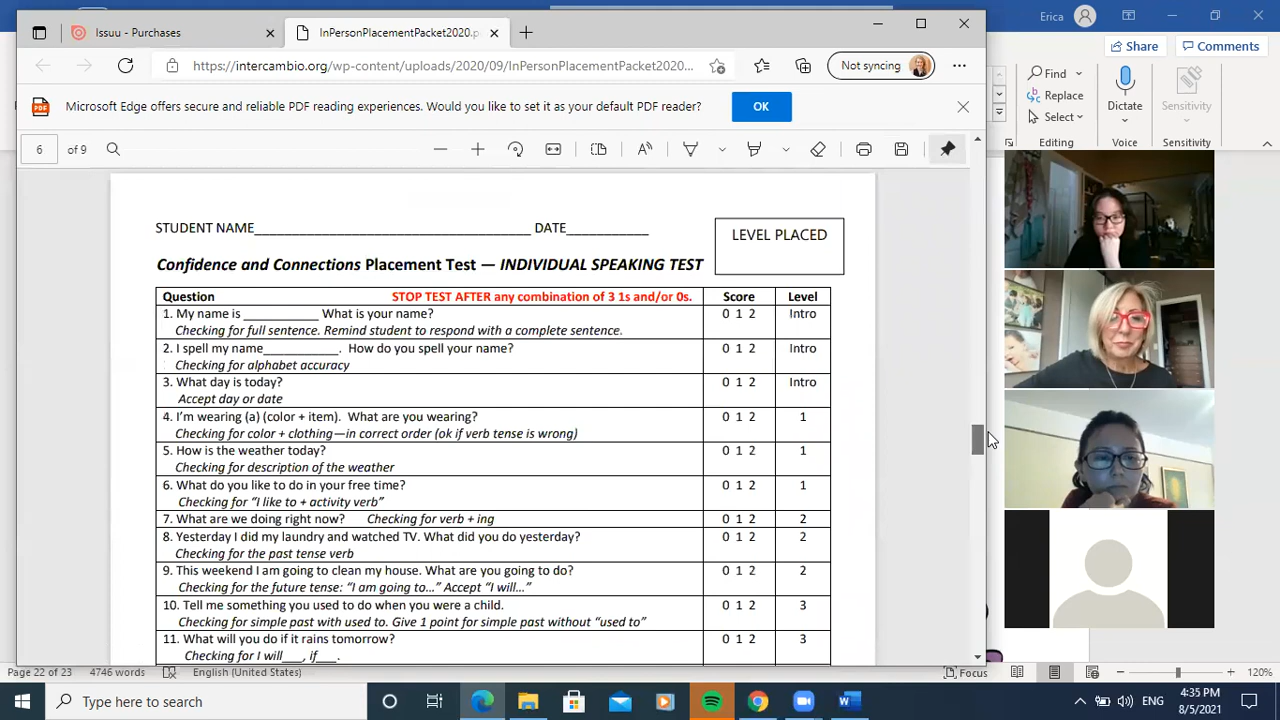 Erica
Issuu - Purchases
InPersonPlacementPacket2020.p
https://intercambio.org/wp-content/uploads/2020/09/InPersonPlacementPacket2020...
Not syncing
Share
Comments
Microsoft Edge offers secure and reliable PDF reading experiences. Would you like to set it as your default PDF reader?
OK
Find
Replace
Select
Editing
Dictate
Voice
Sensitivity
Sensitivity
6 of 9
STUDENT NAME DATE
LEVEL PLACED
Confidence and Connections Placement Test — INDIVIDUAL SPEAKING TEST
Question STOP TEST AFTER any combination of 3 1s and/or 0s. Score Level
1. My name is ___________ What is your name? 0 1 2 Intro
Checking for full sentence. Remind student to respond with a complete sentence.
2. I spell my name___________. How do you spell your name? 0 1 2 Intro
Checking for alphabet accuracy
3. What day is today? 0 1 2 Intro
Accept day or date
4. I'm wearing (a) (color + item). What are you wearing? 0 1 2 1
Checking for color + clothing—in correct order (ok if verb tense is wrong)
5. How is the weather today? 0 1 2 1
Checking for description of the weather
6. What do you like to do in your free time? 0 1 2 1
Checking for "I like to + activity verb"
7. What are we doing right now? Checking for verb + ing 0 1 2 2
8. Yesterday I did my laundry and watched TV. What did you do yesterday? 0 1 2 2
Checking for the past tense verb
9. This weekend I am going to clean my house. What are you going to do? 0 1 2 2
Checking for the future tense: "I am going to…" Accept "I will…"
10. Tell me something you used to do when you were a child. 0 1 2 3
Checking for simple past with used to. Give 1 point for simple past without "used to"
11. What will you do if it rains tomorrow? 0 1 2 3
Checking for I will___, if___.
Page 22 of 23 4746 words English (United States) Focus 120%
Type here to search
ENG
4:35 PM
8/5/2021